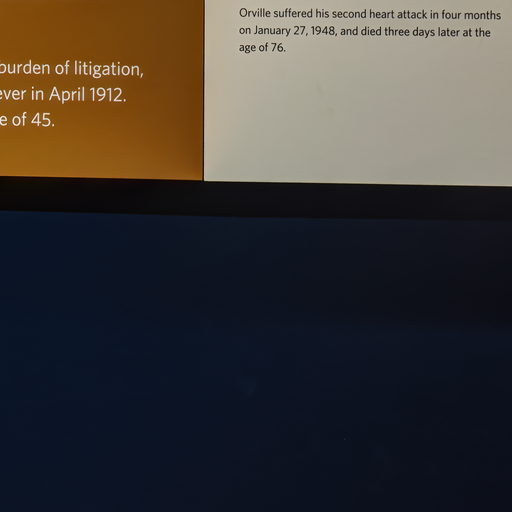 burden of litigation,
ever in April 1912.
e of 45.
Orville suffered his second heart attack in four months
on January 27, 1948, and died three days later at the
age of 76.